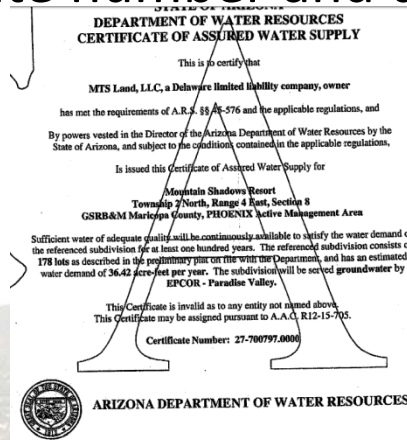 STATE OF ARIZONA
DEPARTMENT OF WATER RESOURCES
CERTIFICATE OF ASSURED WATER SUPPLY
This is to certify that
MTS Land, LLC, a Delaware limited liability company, owner
has met the requirements of A.R.S. §§ 45-576 and the applicable regulations, and
By powers vested in the Director of the Arizona Department of Water Resources by the
State of Arizona, and subject to the conditions contained in the applicable regulations,
Is issued this Certificate of Assured Water Supply for
Mountain Shadows Resort
Township 2 North, Range 4 East, Section 8
GSRB&M Maricopa County, PHOENIX Active Management Area
Sufficient water of adequate quality will be continuously available to satisfy the water demand
the referenced subdivision for at least one hundred years. The referenced subdivision consists
178 lots as described in the preliminary plat on file with the Department, and has an estimated
water demand of 36.42 acre-feet per year. The subdivision will be served groundwater by
EPCOR - Paradise Valley.
This Certificate is invalid as to any entity not named above.
This Certificate may be assigned pursuant to A.A.C. R12-15-705.
Certificate Number: 27-700797.0000
ARIZONA DEPARTMENT OF WATER RESOURCES